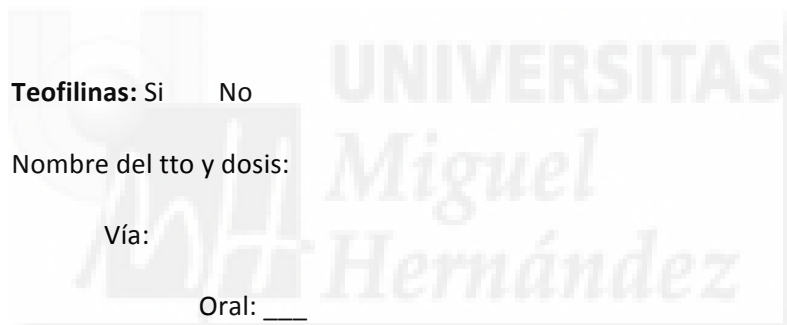 UNIVERSITAS
Teofilinas: Si No
Miguel
Nombre del tto y dosis:
Hernández
Vía:
Oral: ___